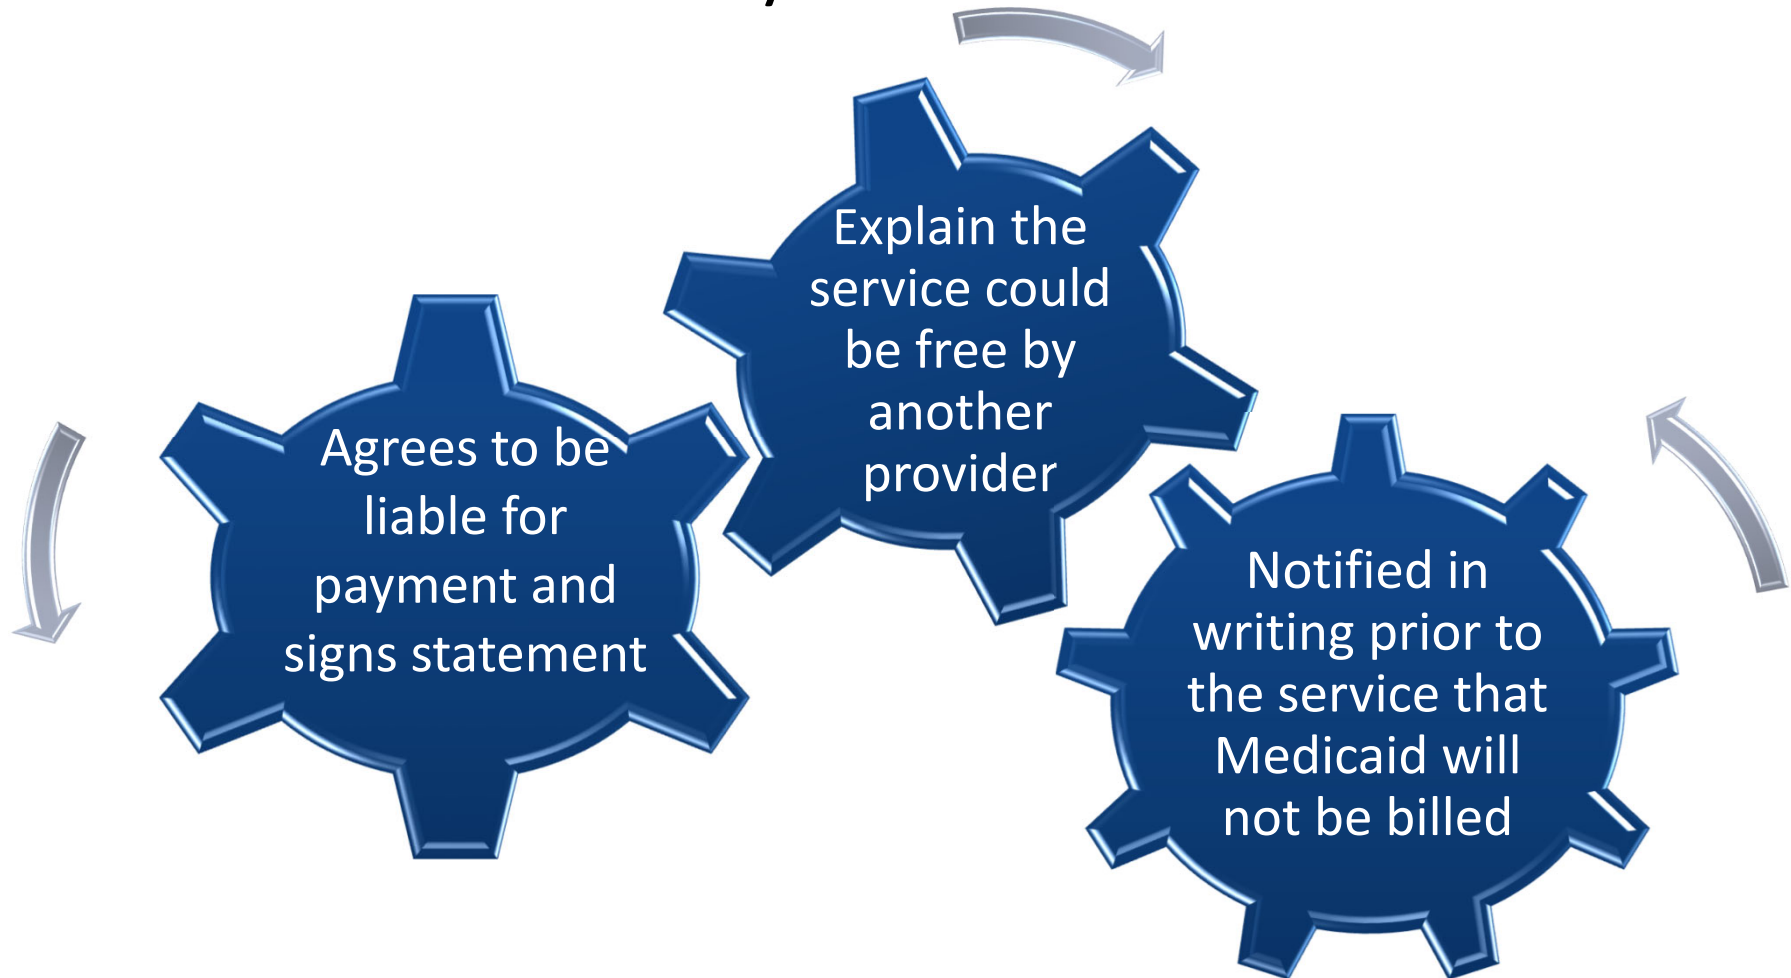 Explain the
service could
be free by
another
provider
Agrees to be
liable for
payment and
signs statement
Notified in
writing prior to
the service that
Medicaid will
not be billed